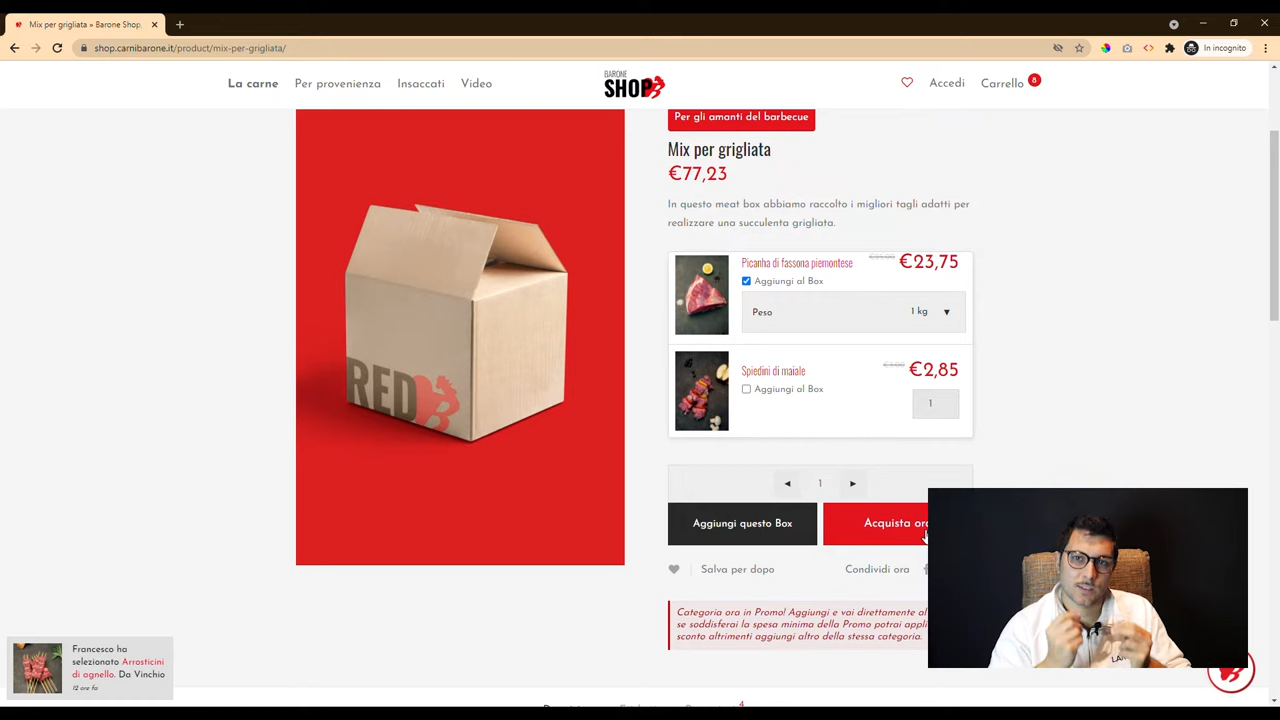 Mix per grigliata » Barone Shop.
shop.carnibarone.it/product/mix-per-grigliata/
In incognito
La carne
Per provenienza
Insaccati
Video
BARONE
SHOP
Accedi
Carrello
8
Per gli amanti del barbecue
Mix per grigliata
€77,23
In questo meat box abbiamo raccolto i migliori tagli adatti per
realizzare una succulenta grigliata.
Picanha di fassona piemontese
€23,75
Aggiungi al Box
Peso
1 kg
Spiedini di maiale
€2,85
Aggiungi al Box
1
RED
1
Aggiungi questo Box
Acquista ora
Salva per dopo
Condividi ora
Categoria ora in Promo! Aggiungi e vai direttamente al
se soddisferai la spesa minima della Promo potrai appli
sconto altrimenti aggiungi altro della stessa categoria.
Francesco ha
selezionato Arrosticini
di agnello. Da Vinchio
12 ore fa
4